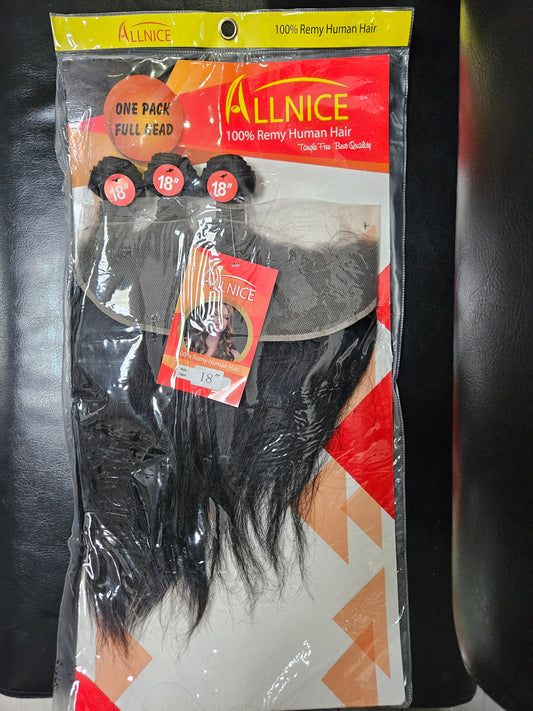 ALLNICE 100% Remy Human Hair
ONE PACK
FULL HEAD
ALLNICE
100% Remy Human Hair
Tangle Free Best Quality
18" 18" 18"
ALLNICE
100% Remy Human Hair
18"